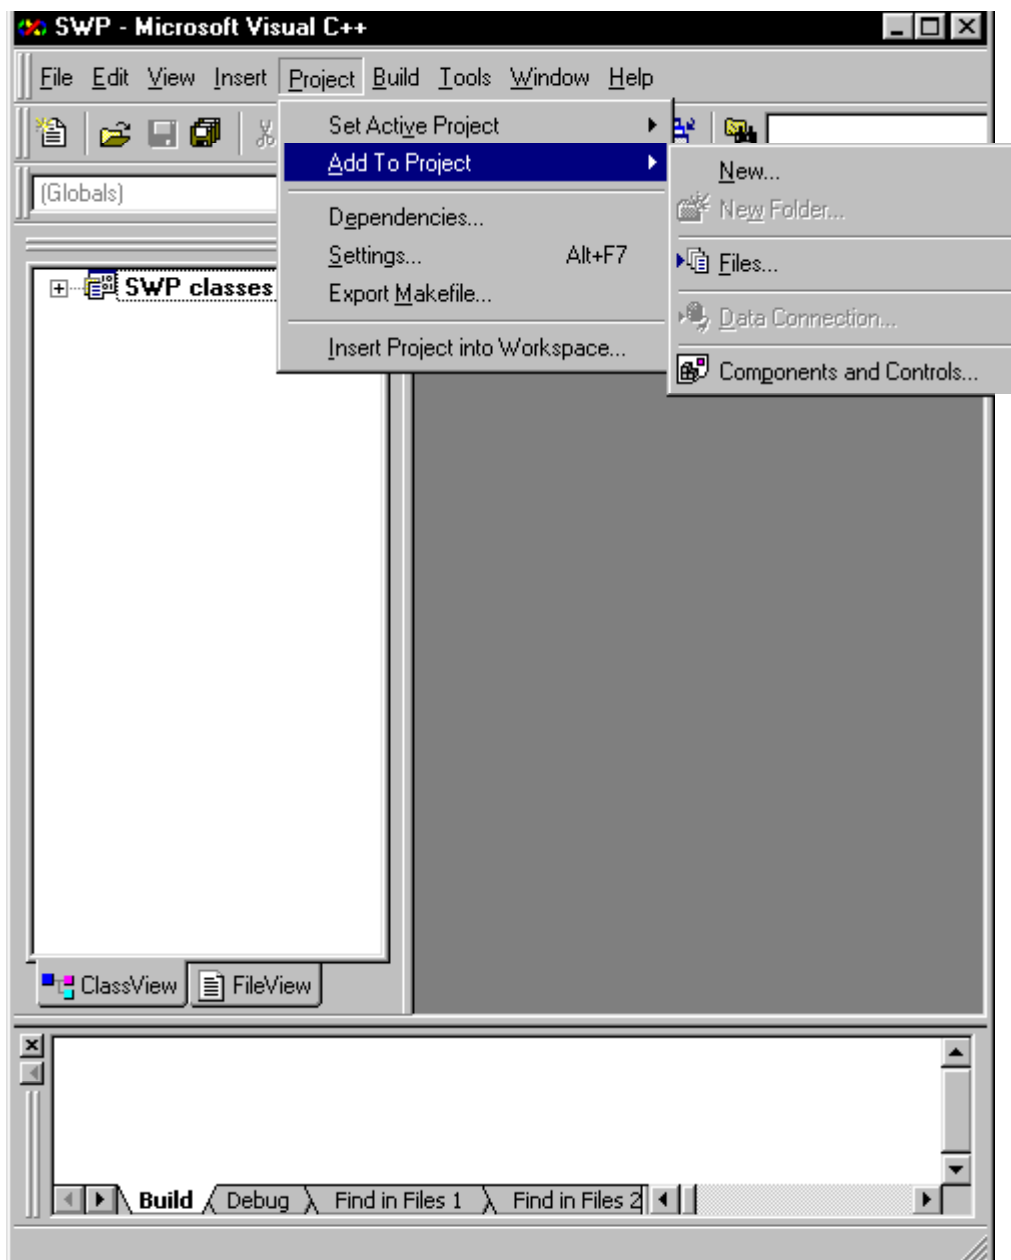 SWP - Microsoft Visual C++
File Edit View Insert Project Build Tools Window Help
Set Active Project
Add To Project
New...
(Globals)
New Folder...
Dependencies...
Settings... Alt+F7
Files...
SWP classes
Export Makefile...
Data Connection...
Insert Project into Workspace...
Components and Controls...
ClassView FileView
Build Debug Find in Files 1 Find in Files 2